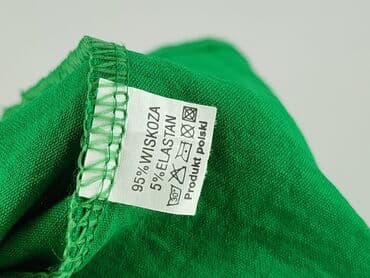 95% WISKOZA
5% ELASTAN
Produkt polski